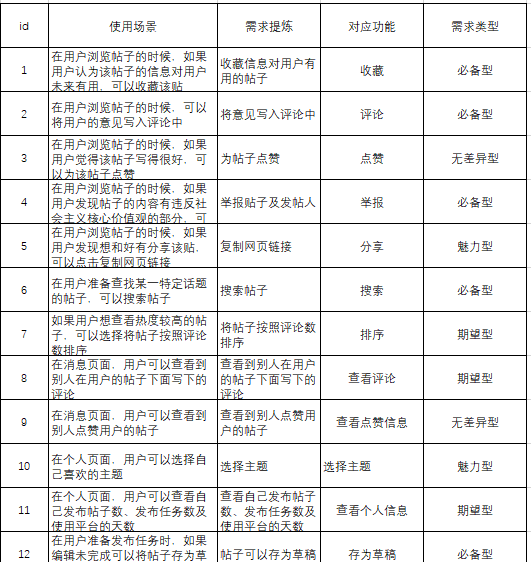 id 使用场景 需求提炼 对应功能 需求类型
1 在用户浏览帖子的时候，如果用户认为该帖子的信息对用户未来有用，可以收藏该贴 收藏信息对用户有用的帖子 收藏 必备型
2 在用户浏览帖子的时候，可以将用户的意见写入评论中 将意见写入评论中 评论 必备型
3 在用户浏览帖子的时候，如果用户觉得该帖子写得很好，可以为该帖子点赞 为帖子点赞 点赞 无差异型
4 在用户浏览帖子的时候，如果用户发现帖子的内容有违反社会主义核心价值观的部分，可 举报贴子及发帖人 举报 必备型
5 在用户浏览帖子的时候，如果用户发现想和好有分享该贴，可以点击复制网页链接 复制网页链接 分享 魅力型
6 在用户准备查找某一特定话题的帖子，可以搜索帖子 搜索帖子 搜索 必备型
7 如果用户想查看热度较高的帖子，可以选择将帖子按照评论数排序 将帖子按照评论数排序 排序 期望型
8 在消息页面，用户可以查看到别人在用户的帖子下面写下的评论 查看到别人在用户的帖子下面写下的评论 查看评论 期望型
9 在消息页面，用户可以查看到别人点赞用户的帖子 查看到别人点赞用户的帖子 查看点赞信息 无差异型
10 在个人页面，用户可以选择自己喜欢的主题 选择主题 选择主题 魅力型
11 在个人页面，用户可以查看自己发布帖子数、发布任务数及使用平台的天数 查看自己发布帖子数、发布任务数及使用平台的天数 查看个人信息 期望型
12 在用户准备发布任务时，如果编辑未完成可以将帖子存为草 帖子可以存为草稿 存为草稿 必备型